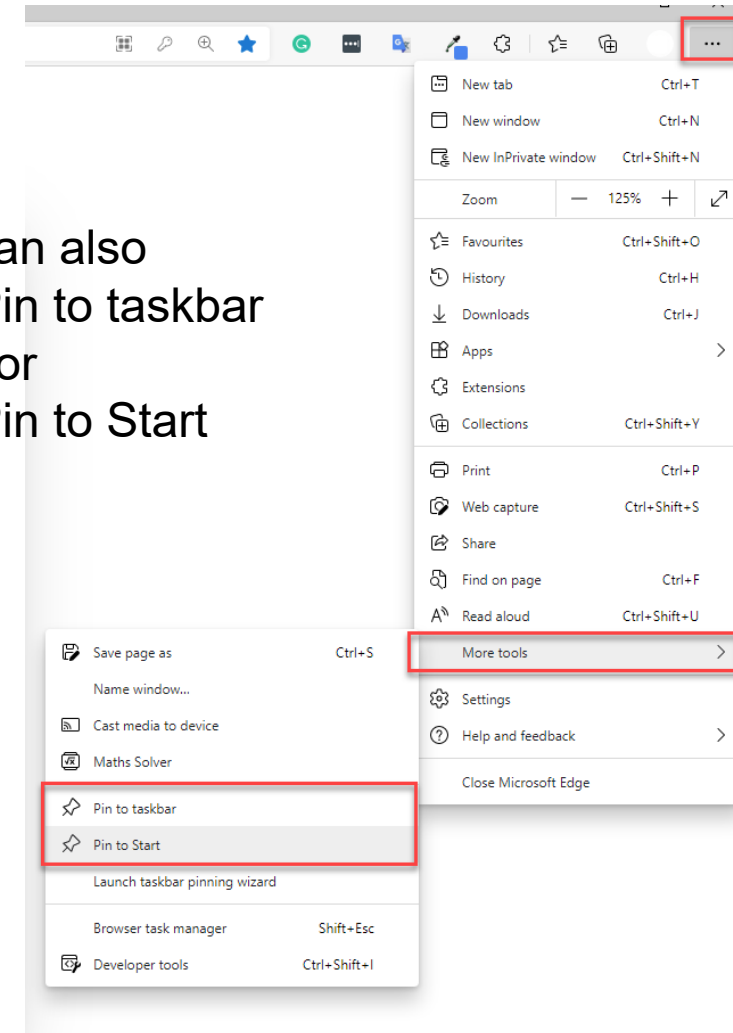 an also
in to taskbar
or
in to Start
New tab Ctrl+T
New window Ctrl+N
New InPrivate window Ctrl+Shift+N
Zoom — 125% +
Favourites Ctrl+Shift+O
History Ctrl+H
Downloads Ctrl+J
Apps
Extensions
Collections Ctrl+Shift+Y
Print Ctrl+P
Web capture Ctrl+Shift+S
Share
Find on page Ctrl+F
Read aloud Ctrl+Shift+U
More tools
Settings
Help and feedback
Close Microsoft Edge
Save page as Ctrl+S
Name window...
Cast media to device
Maths Solver
Pin to taskbar
Pin to Start
Launch taskbar pinning wizard
Browser task manager Shift+Esc
Developer tools Ctrl+Shift+I